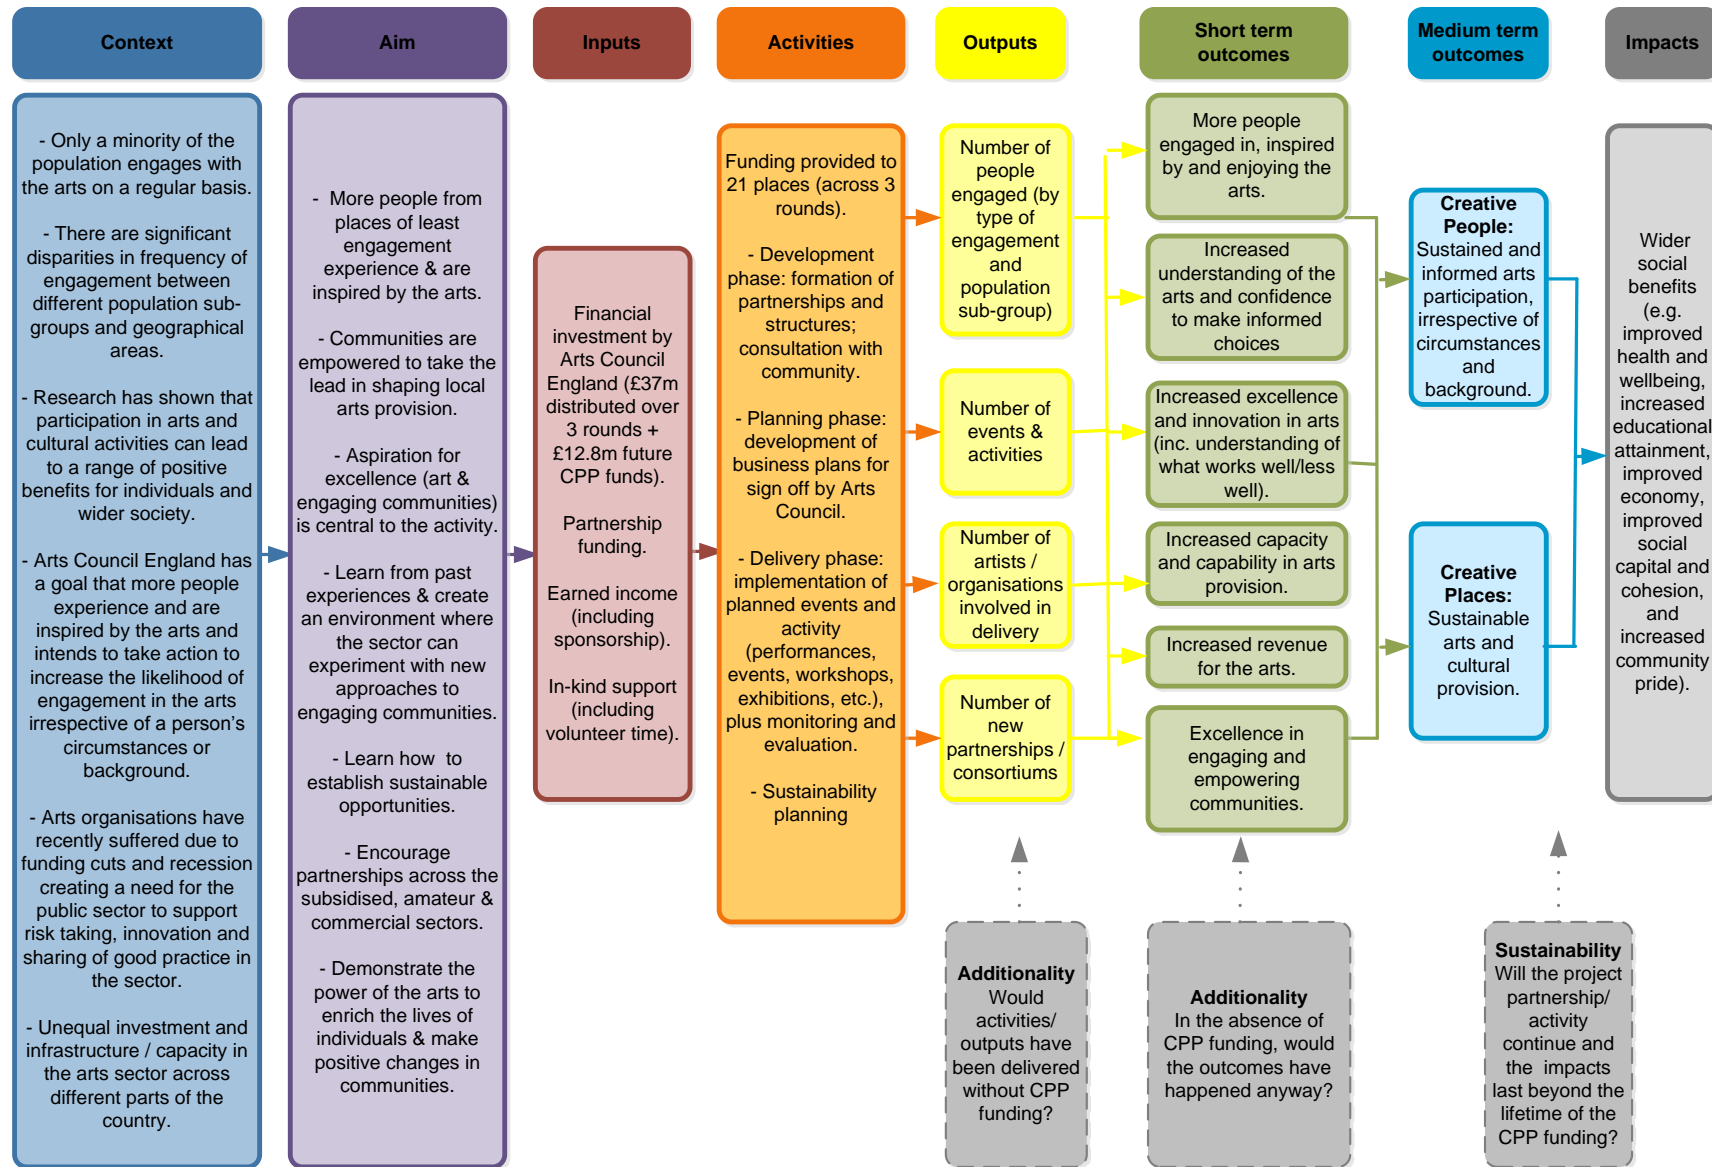 Context
Aim
Inputs
Activities
Outputs
Short term
outcomes
Medium term
outcomes
Impacts
- Only a minority of the
population engages with
the arts on a regular basis.
- There are significant
disparities in frequency of
engagement between
different population sub-
groups and geographical
areas.
- Research has shown that
participation in arts and
cultural activities can lead
to a range of positive
benefits for individuals and
wider society.
- Arts Council England has
a goal that more people
experience and are
inspired by the arts and
intends to take action to
increase the likelihood of
engagement in the arts
irrespective of a person's
circumstances or
background.
- Arts organisations have
recently suffered due to
funding cuts and recession
creating a need for the
public sector to support
risk taking, innovation and
sharing of good practice in
the sector.
- Unequal investment and
infrastructure / capacity in
the arts sector across
different parts of the
country.
- More people from
places of least
engagement
experience & are
inspired by the arts.
- Communities are
empowered to take the
lead in shaping local
arts provision.
- Aspiration for
excellence (art &
engaging communities)
is central to the activity.
- Learn from past
experiences & create
an environment where
the sector can
experiment with new
approaches to
engaging communities.
- Learn how to
establish sustainable
opportunities.
- Encourage
partnerships across the
subsidised, amateur &
commercial sectors.
- Demonstrate the
power of the arts to
enrich the lives of
individuals & make
positive changes in
communities.
Financial
investment by
Arts Council
England (£37m
distributed over
3 rounds +
£12.8m future
CPP funds).
Partnership
funding.
Earned income
(including
sponsorship).
In-kind support
(including
volunteer time).
Funding provided to
21 places (across 3
rounds).
- Development
phase: formation of
partnerships and
structures;
consultation with
community.
- Planning phase:
development of
business plans for
sign off by Arts
Council.
- Delivery phase:
implementation of
planned events and
activity
(performances,
events, workshops,
exhibitions, etc.),
plus monitoring and
evaluation.
- Sustainability
planning
Number of
people
engaged (by
type of
engagement
and
population
sub-group)
Number of
events &
activities
Number of
artists /
organisations
involved in
delivery
Number of
new
partnerships /
consortiums
More people
engaged in, inspired
by and enjoying the
arts.
Increased
understanding of the
arts and confidence
to make informed
choices
Increased excellence
and innovation in arts
(inc. understanding of
what works well/less
well).
Increased capacity
and capability in arts
provision.
Increased revenue
for the arts.
Excellence in
engaging and
empowering
communities.
Creative
People:
Sustained and
informed arts
participation,
irrespective of
circumstances
and
background.
Creative
Places:
Sustainable
arts and
cultural
provision.
Wider
social
benefits
(e.g.
improved
health and
wellbeing,
increased
educational
attainment,
improved
economy,
improved
social
capital and
cohesion,
and
increased
community
pride).
Additionality
Would
activities/
outputs have
been delivered
without CPP
funding?
Additionality
In the absence of
CPP funding, would
the outcomes have
happened anyway?
Sustainability
Will the project
partnership/
activity
continue and
the impacts
last beyond the
lifetime of the
CPP funding?